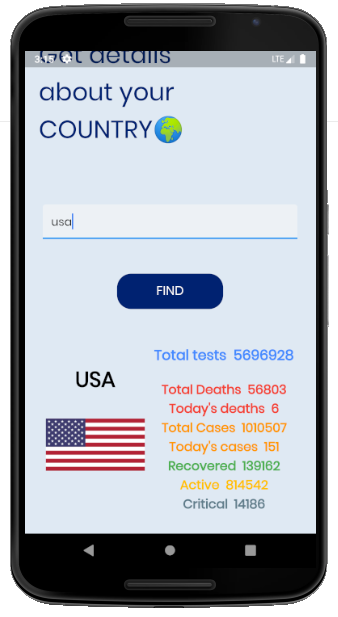 Get details
3:15 LTE
about your
COUNTRY🌍
usa
FIND
Total tests 5696928
USA
Total Deaths 56803
Today's deaths 6
Total Cases 1010507
Today's cases 151
Recovered 139162
Active 814542
Critical 14186